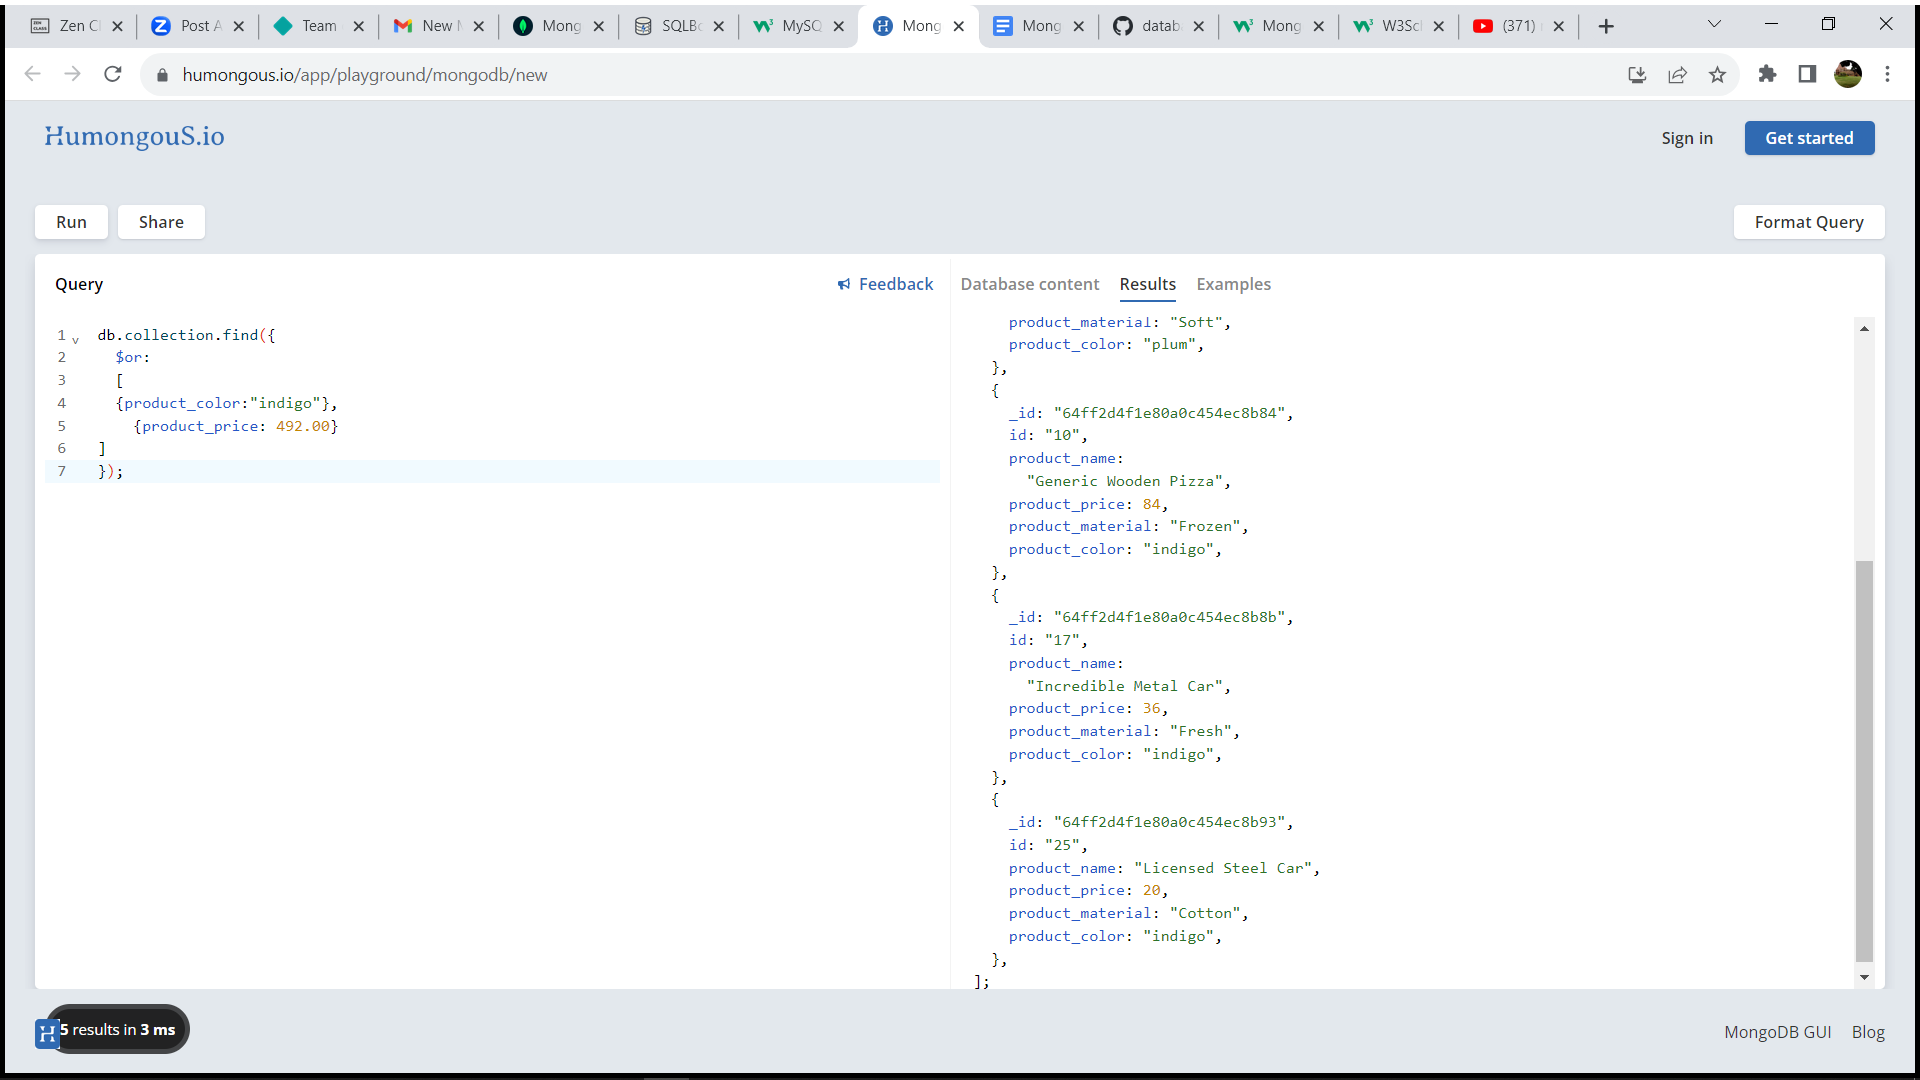 Zen Cl
Post A
Team
New M
Mong
SQLBo
MySQ
Mong
Mong
datab
Mong
W3Sc
(371)
humongous.io/app/playground/mongodb/new
HumongouS.io
Sign in
Get started
Run
Share
Format Query
Query
Feedback
1 db.collection.find({
2 $or:
3 [
4 {product_color:"indigo"},
5 {product_price: 492.00}
6 ]
7 });
Database content
Results
Examples
product_material: "Soft",
product_color: "plum",
},
{
_id: "64ff2d4f1e80a0c454ec8b84",
id: "10",
product_name:
"Generic Wooden Pizza",
product_price: 84,
product_material: "Frozen",
product_color: "indigo",
},
{
_id: "64ff2d4f1e80a0c454ec8b8b",
id: "17",
product_name:
"Incredible Metal Car",
product_price: 36,
product_material: "Fresh",
product_color: "indigo",
},
{
_id: "64ff2d4f1e80a0c454ec8b93",
id: "25",
product_name: "Licensed Steel Car",
product_price: 20,
product_material: "Cotton",
product_color: "indigo",
},
];
H
5 results in 3 ms
MongoDB GUI
Blog